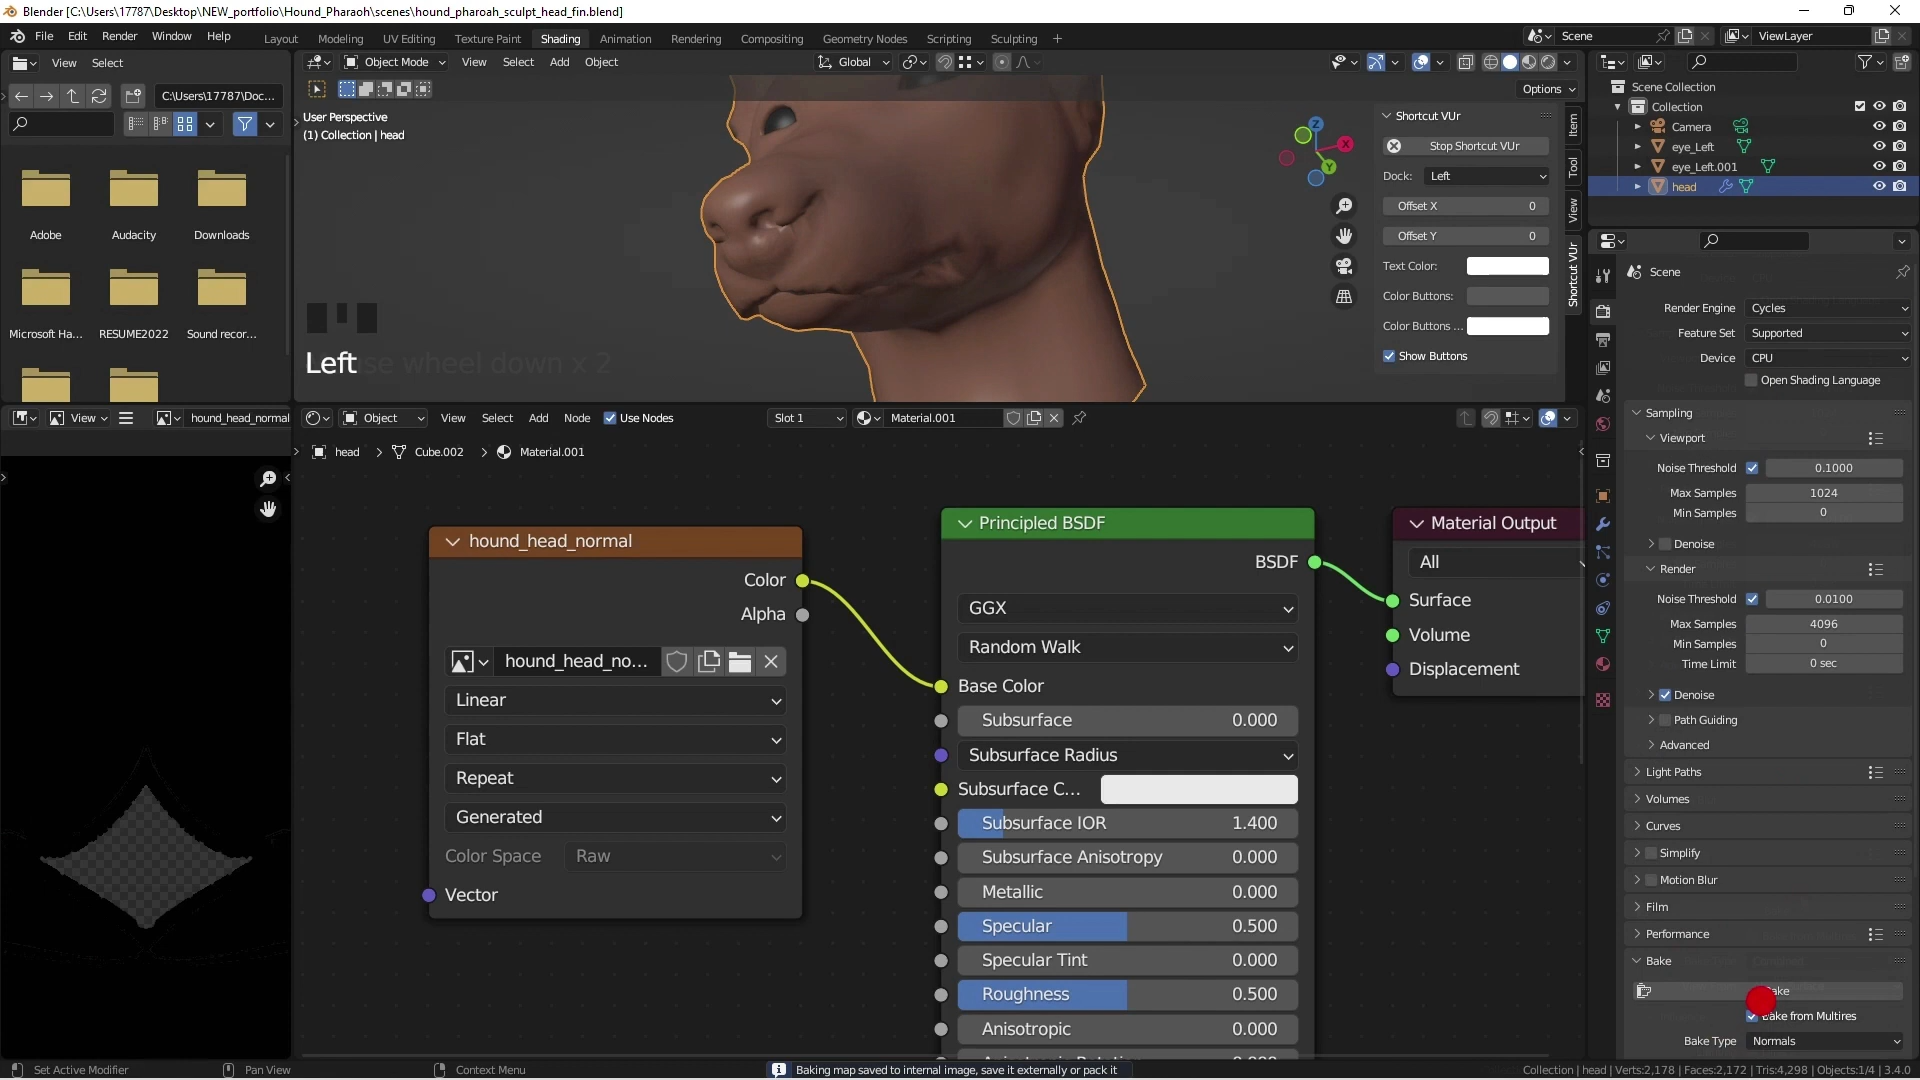 Blender [C:\Users\17787\Desktop\NEW_portfolio\Hound_Pharaoh\scenes\hound_pharoah_sculpt_head_fin.blend]
File Edit Render Window Help
Layout Modeling UV Editing Texture Paint Shading Animation Rendering Compositing Geometry Nodes Scripting Sculpting +
Scene
ViewLayer
View Select
C:\Users\17787\Doc...
Adobe Audacity Downloads
Microsoft Ha... RESUME2022 Sound recor...
Object Mode View Select Add Object
Global
Options
User Perspective
(1) Collection | head
Left
se wheel down x 2
Z
X
Y
Shortcut VUr
Stop Shortcut VUr
Dock: Left
Offset X 0
Offset Y 0
Text Color:
Color Buttons:
Color Buttons ...
Show Buttons
Item
Tool
View
Shortcut VUr
Scene Collection
Collection
Camera
eye_Left
eye_Left.001
head
Scene
Render Engine Cycles
Feature Set Supported
Device CPU
Open Shading Language
Sampling
Viewport
Noise Threshold 0.1000
Max Samples 1024
Min Samples 0
Denoise
Render
Noise Threshold 0.0100
Max Samples 4096
Min Samples 0
Time Limit 0 sec
Denoise
Path Guiding
Advanced
Light Paths
Volumes
Curves
Simplify
Motion Blur
Film
Performance
Bake
ake
Bake from Multires
Bake Type Normals
View
hound_head_normal
Object View Select Add Node Use Nodes
Slot 1
Material.001
head > Cube.002 > Material.001
hound_head_normal
Color
Alpha
hound_head_no...
Linear
Flat
Repeat
Generated
Color Space Raw
Vector
Principled BSDF
BSDF
GGX
Random Walk
Base Color
Subsurface 0.000
Subsurface Radius
Subsurface C...
Subsurface IOR 1.400
Subsurface Anisotropy 0.000
Metallic 0.000
Specular 0.500
Specular Tint 0.000
Roughness 0.500
Anisotropic 0.000
Material Output
All
Surface
Volume
Displacement
Set Active Modifier
Pan View
Context Menu
Baking map saved to internal image, save it externally or pack it
Collection | head | Verts:2,178 | Faces:2,172 | Tris:4,298 | Objects:1/4 | 3.4.0